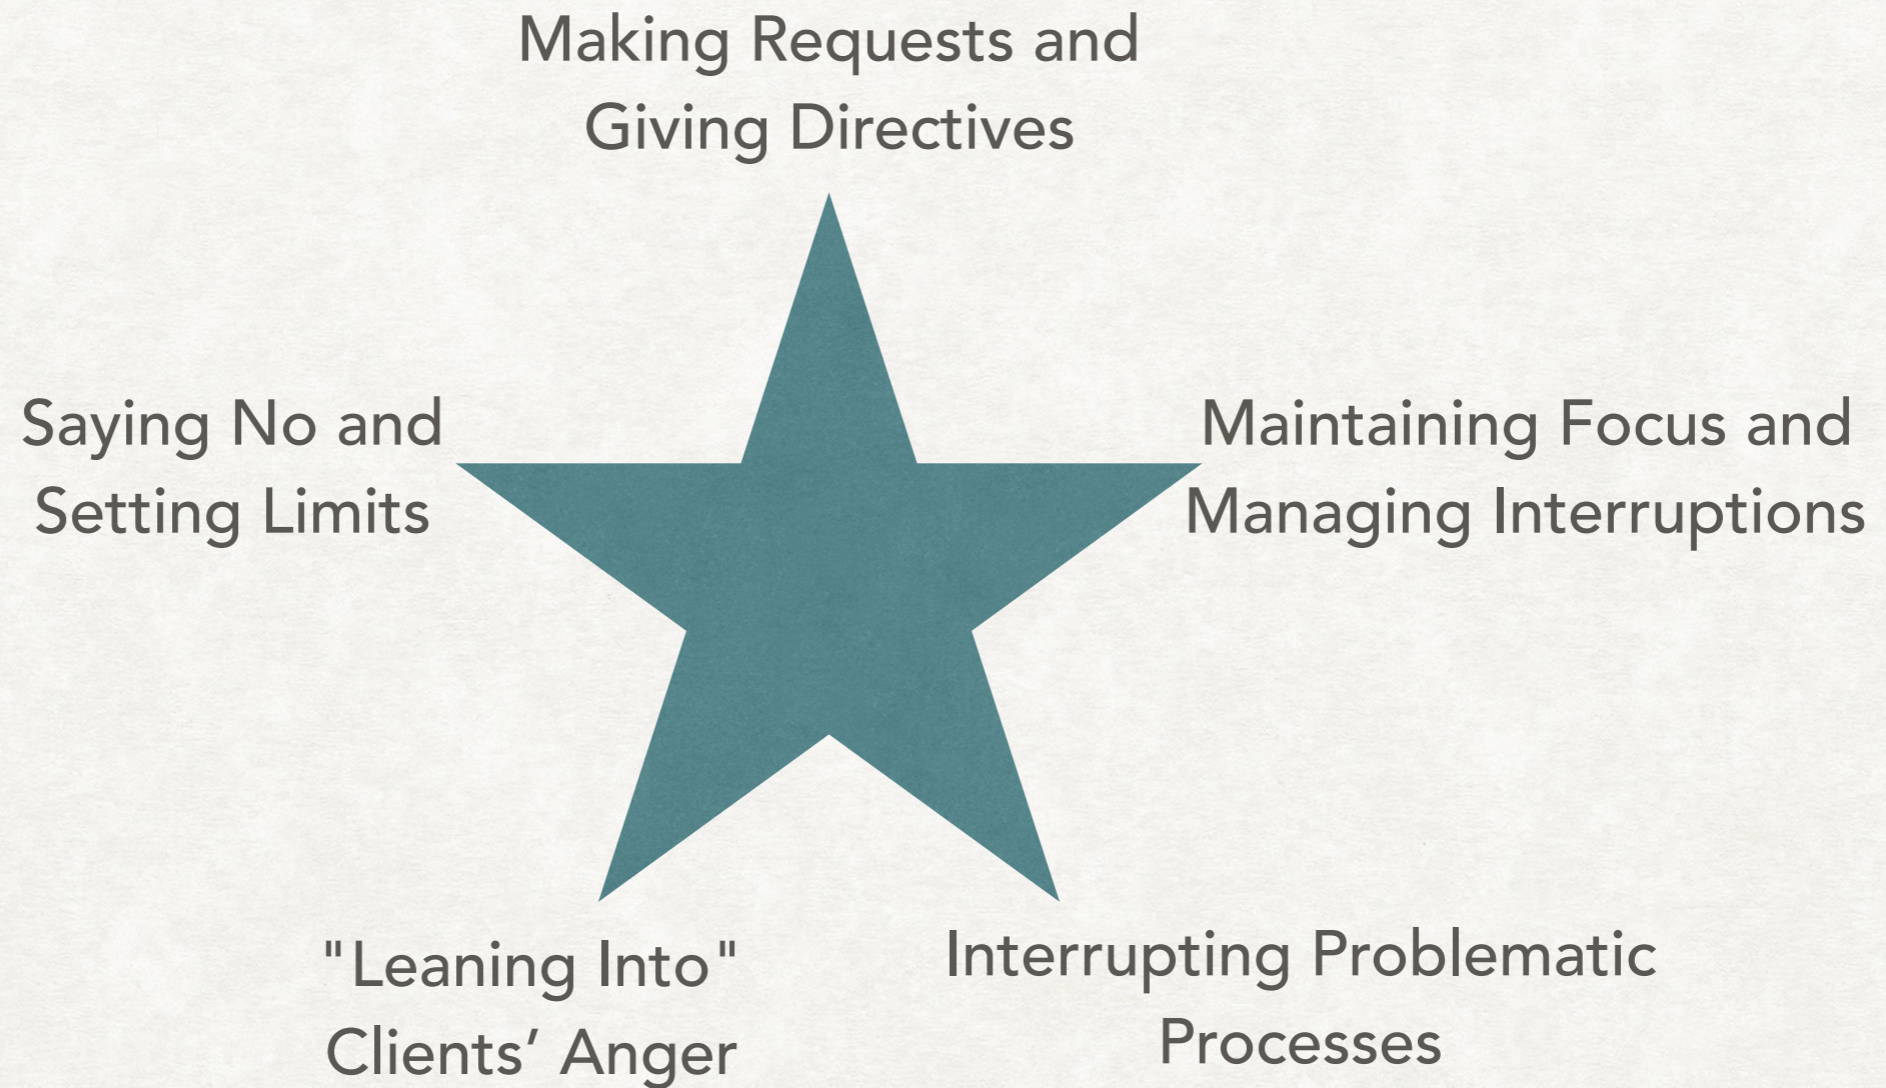 Making Requests and
Giving Directives
Saying No and
Setting Limits
Maintaining Focus and
Managing Interruptions
"Leaning Into"
Clients’ Anger
Interrupting Problematic
Processes